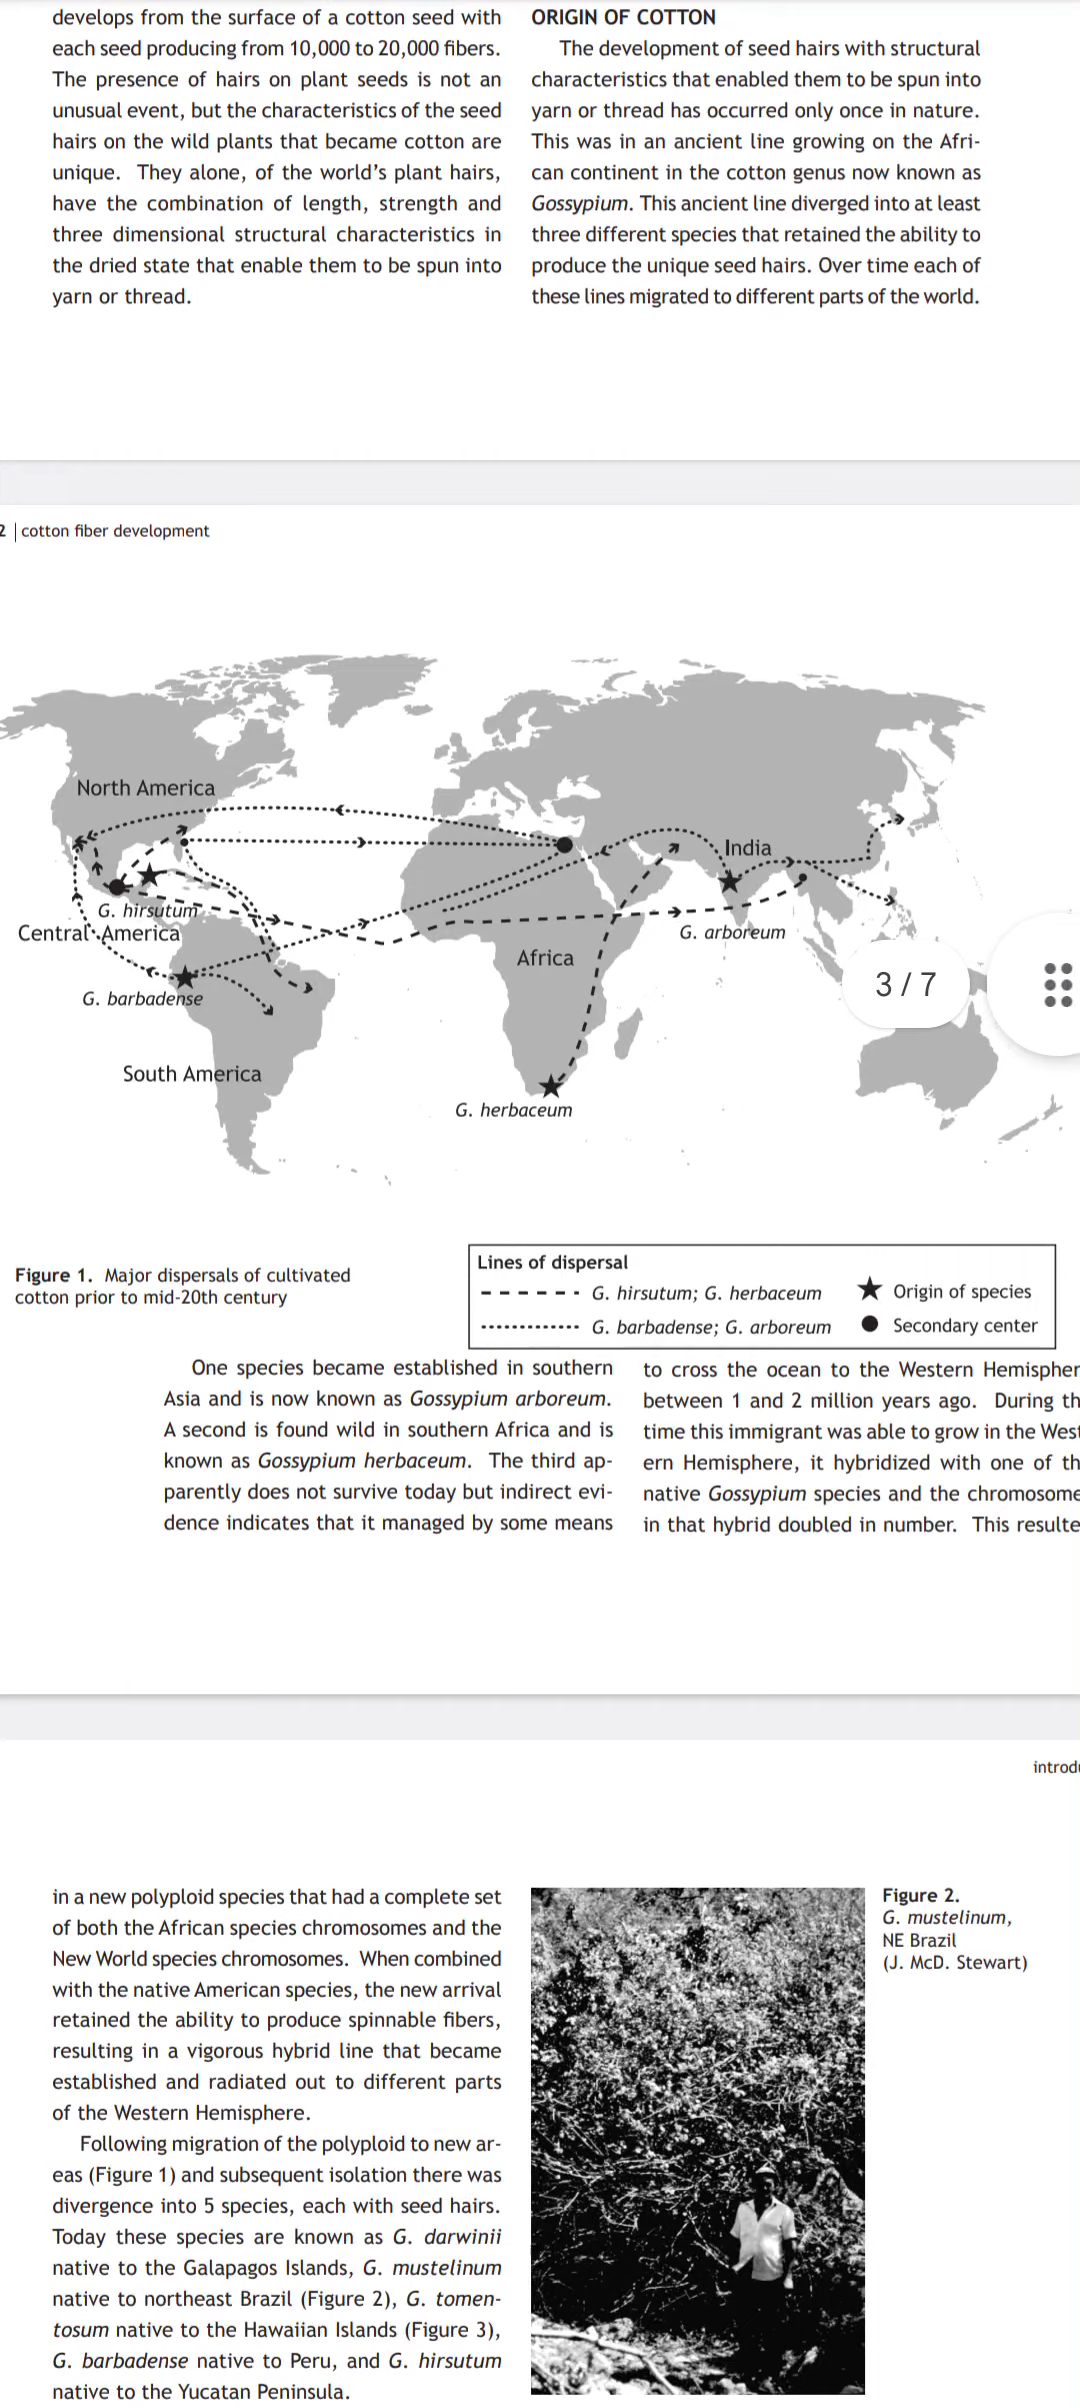 develops from the surface of a cotton seed with
each seed producing from 10,000 to 20,000 fibers.
The presence of hairs on plant seeds is not an
unusual event, but the characteristics of the seed
hairs on the wild plants that became cotton are
unique. They alone, of the world's plant hairs,
have the combination of length, strength and
three dimensional structural characteristics in
the dried state that enable them to be spun into
yarn or thread.
ORIGIN OF COTTON
The development of seed hairs with structural
characteristics that enabled them to be spun into
yarn or thread has occurred only once in nature.
This was in an ancient line growing on the Afri-
can continent in the cotton genus now known as
Gossypium. This ancient line diverged into at least
three different species that retained the ability to
produce the unique seed hairs. Over time each of
these lines migrated to different parts of the world.
2 | cotton fiber development
North America
India
G. hirsutum
Central America
G. arboreum
Africa
3 / 7
G. barbadense
South America
G. herbaceum
Figure 1. Major dispersals of cultivated
cotton prior to mid-20th century
Lines of dispersal
G. hirsutum; G. herbaceum
Origin of species
G. barbadense; G. arboreum
Secondary center
One species became established in southern
Asia and is now known as Gossypium arboreum.
A second is found wild in southern Africa and is
known as Gossypium herbaceum. The third ap-
parently does not survive today but indirect evi-
dence indicates that it managed by some means
to cross the ocean to the Western Hemispher
between 1 and 2 million years ago. During th
time this immigrant was able to grow in the West
ern Hemisphere, it hybridized with one of th
native Gossypium species and the chromosome
in that hybrid doubled in number. This resulte
introdu
in a new polyploid species that had a complete set
of both the African species chromosomes and the
New World species chromosomes. When combined
with the native American species, the new arrival
retained the ability to produce spinnable fibers,
resulting in a vigorous hybrid line that became
established and radiated out to different parts
of the Western Hemisphere.
Following migration of the polyploid to new ar-
eas (Figure 1) and subsequent isolation there was
divergence into 5 species, each with seed hairs.
Today these species are known as G. darwinii
native to the Galapagos Islands, G. mustelinum
native to northeast Brazil (Figure 2), G. tomen-
tosum native to the Hawaiian Islands (Figure 3),
G. barbadense native to Peru, and G. hirsutum
native to the Yucatan Peninsula.
Figure 2.
G. mustelinum,
NE Brazil
(J. McD. Stewart)